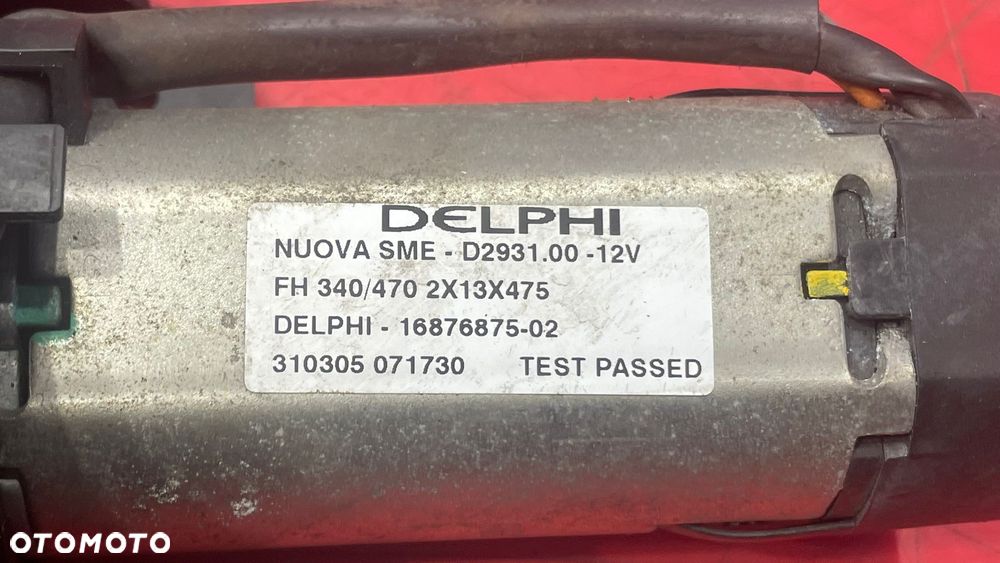 DELPHI
NUOVA SME - D2931.00 -12V
FH 340/470 2X13X475
DELPHI - 16876875-02
310305 071730 TEST PASSED
OTOMOTO